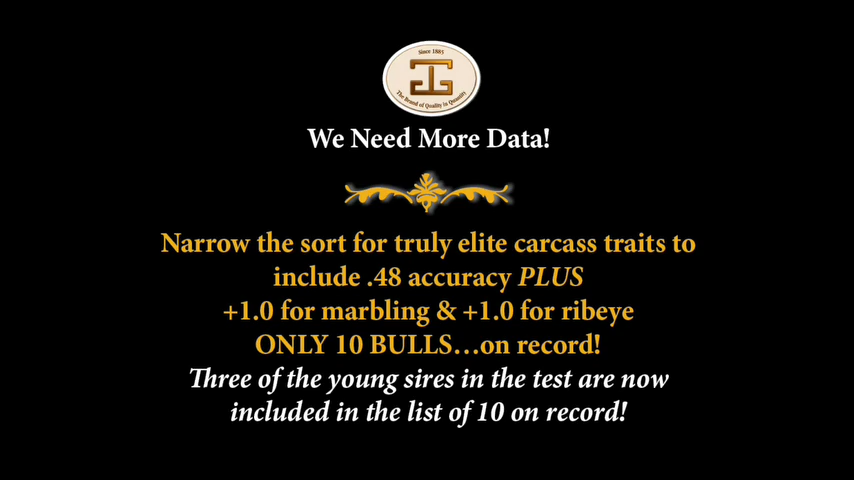 Since 1885
The Brand of Quality in Quantity
We Need More Data!
Narrow the sort for truly elite carcass traits to
include .48 accuracy PLUS
+1.0 for marbling & +1.0 for ribeye
ONLY 10 BULLS…on record!
Three of the young sires in the test are now
included in the list of 10 on record!